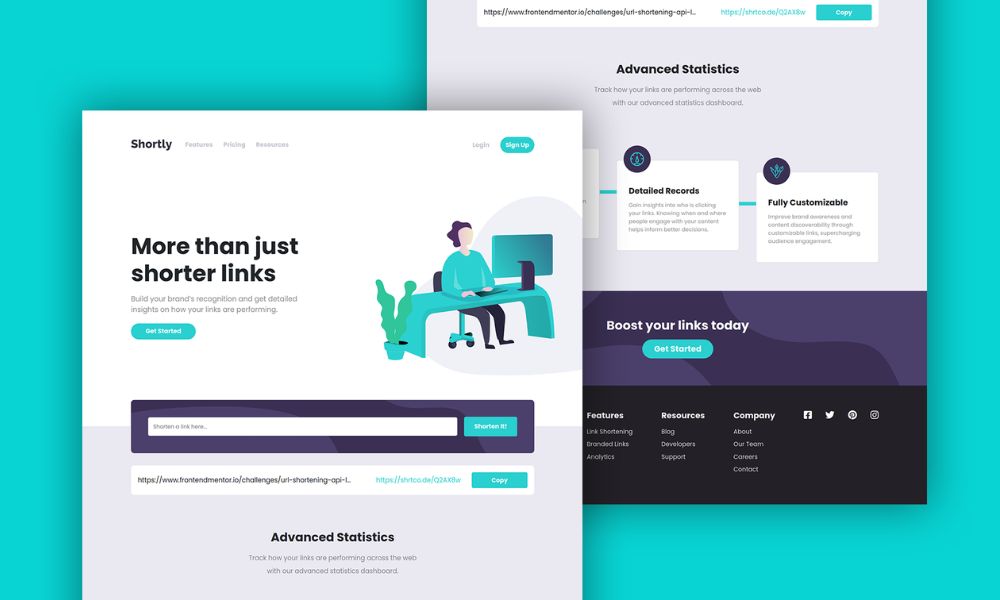 Shortly
Features
Pricing
Resources
Login
Sign Up
More than just
shorter links
Build your brand's recognition and get detailed
insights on how your links are performing.
Get Started
Shorten a link here...
Shorten It!
https://www.frontendmentor.io/challenges/url-shortening-api-l...
https://shrtco.de/Q2AX8w
Copy
Advanced Statistics
Track how your links are performing across the web
with our advanced statistics dashboard.
https://www.frontendmentor.io/challenges/url-shortening-api-l...
https://shrtco.de/Q2AX8w
Copy
Advanced Statistics
Track how your links are performing across the web
with our advanced statistics dashboard.
Detailed Records
Gain insights into who is clicking
your links. Knowing when and where
people engage with your content
helps inform better decisions.
Fully Customizable
Improve brand awareness and
content discoverability through
customizable links, supercharging
audience engagement.
Boost your links today
Get Started
Features
Link Shortening
Branded Links
Analytics
Resources
Blog
Developers
Support
Company
About
Our Team
Careers
Contact